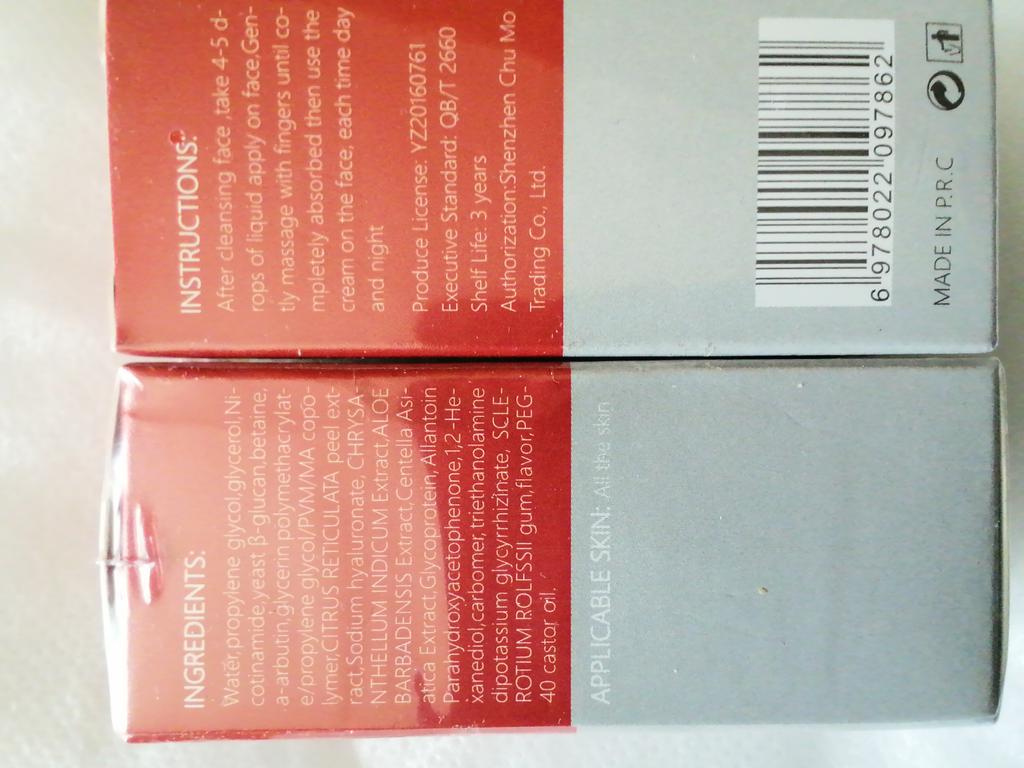 INSTRUCTIONS:
After cleansing face ,take 4-5 d-
rops of liquid apply on face,Gen-
tly massage with fingers until co-
mpletely absorbed then use the
cream on the face, each time day
and night
Produce License: YZ20160761
Executive Standard: QB/T 2660
Shelf Life: 3 years
Authorization:Shenzhen Chu Mo
Trading Co., Ltd.
6 978022 097862
MADE IN P.R.C
INGREDIENTS:
Water,propylene glycol,glycerol,Ni-
cotinamide,yeast β-glucan,betaine,
a-arbutin,glycerin polymethacrylat-
e/propylene glycol/PVM/MA copo-
lymer,CITRUS RETICULATA peel ext-
ract,Sodium hyaluronate, CHRYSA-
NTHELLUM INDICUM Extract,ALOE
BARBADENSIS Extract,Centella Asi-
atica Extract,Glycoprotein,Allantoin
Parahydroxyacetophenone,1,2 -He-
xanediol,carbomer,triethanolamine
dipotassium glycyrrhizinate, SCLE-
ROTIUM ROLFSSII gum,flavor,PEG-
40 castor oil.
APPLICABLE SKIN: All the skin